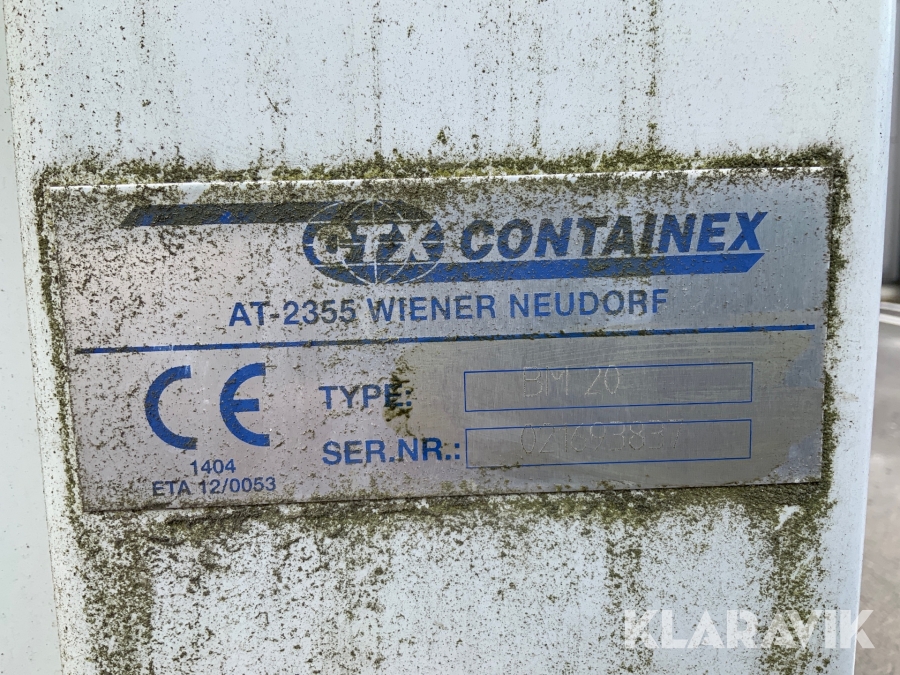 CTX CONTAINEX
AT-2355 WIENER NEUDORF
CE
TYPE: BM 20
1404
SER.NR.:
ETA 12/0053
KLARAVIK